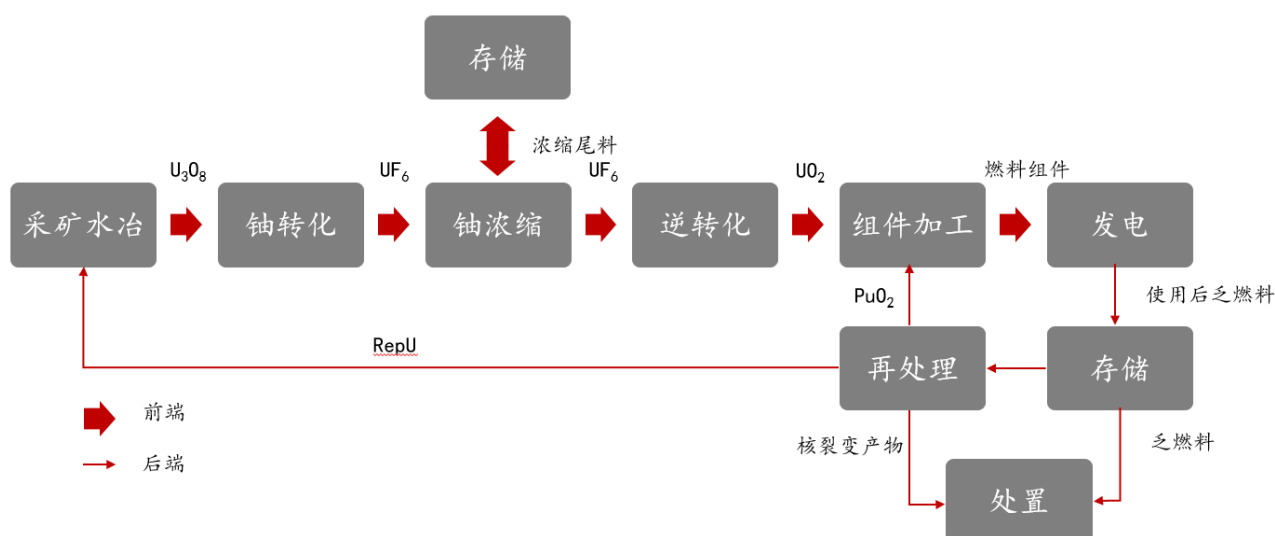 存储
浓缩尾料
U₃O₈
UF₆
UF₆
UO₂
燃料组件
采矿水冶
铀转化
铀浓缩
逆转化
组件加工
发电
PuO₂
使用后乏燃料
RepU
再处理
存储
前端
后端
核裂变产物
乏燃料
处置